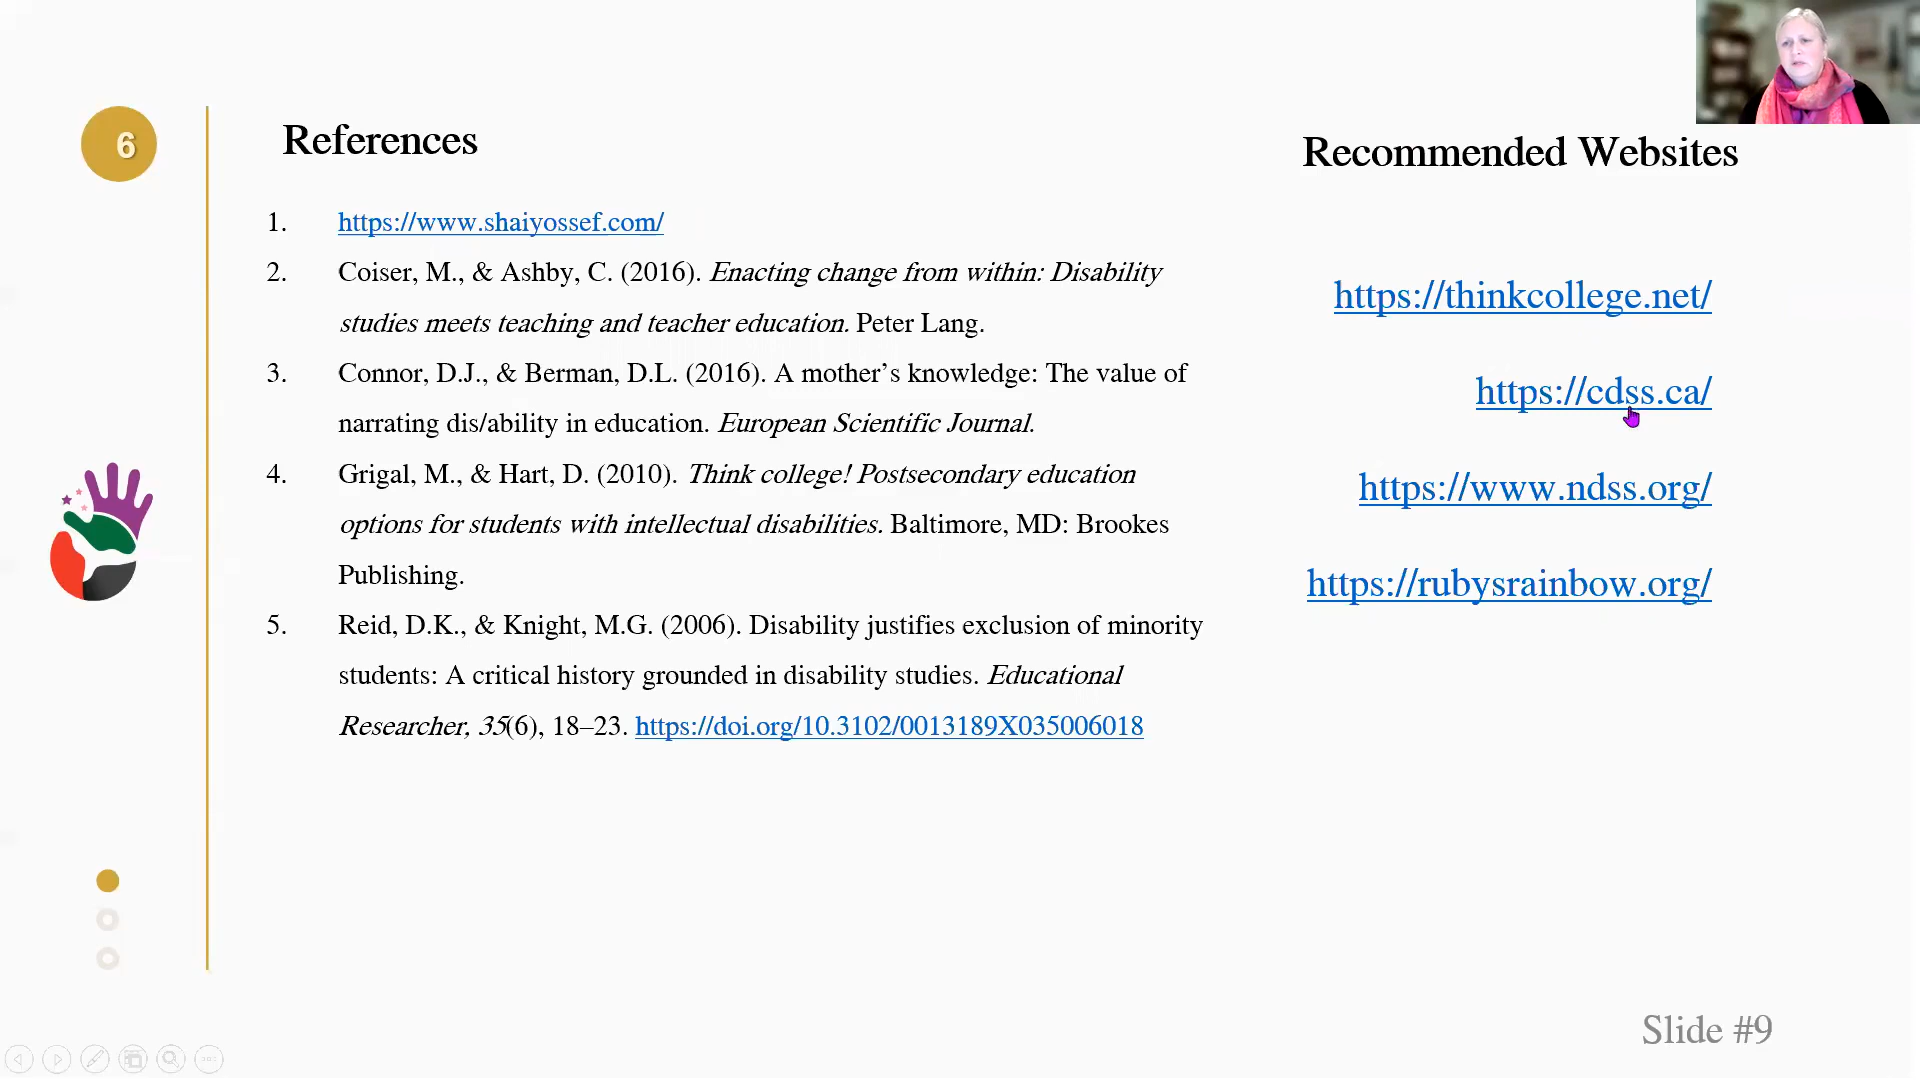 6
References
1. https://www.shaiyossef.com/
2. Coiser, M., & Ashby, C. (2016). Enacting change from within: Disability
studies meets teaching and teacher education. Peter Lang.
3. Connor, D.J., & Berman, D.L. (2016). A mother’s knowledge: The value of
narrating dis/ability in education. European Scientific Journal.
4. Grigal, M., & Hart, D. (2010). Think college! Postsecondary education
options for students with intellectual disabilities. Baltimore, MD: Brookes
Publishing.
5. Reid, D.K., & Knight, M.G. (2006). Disability justifies exclusion of minority
students: A critical history grounded in disability studies. Educational
Researcher, 35(6), 18–23. https://doi.org/10.3102/0013189X035006018
Recommended Websites
https://thinkcollege.net/
https://cdss.ca/
https://www.ndss.org/
https://rubysrainbow.org/
Slide #9